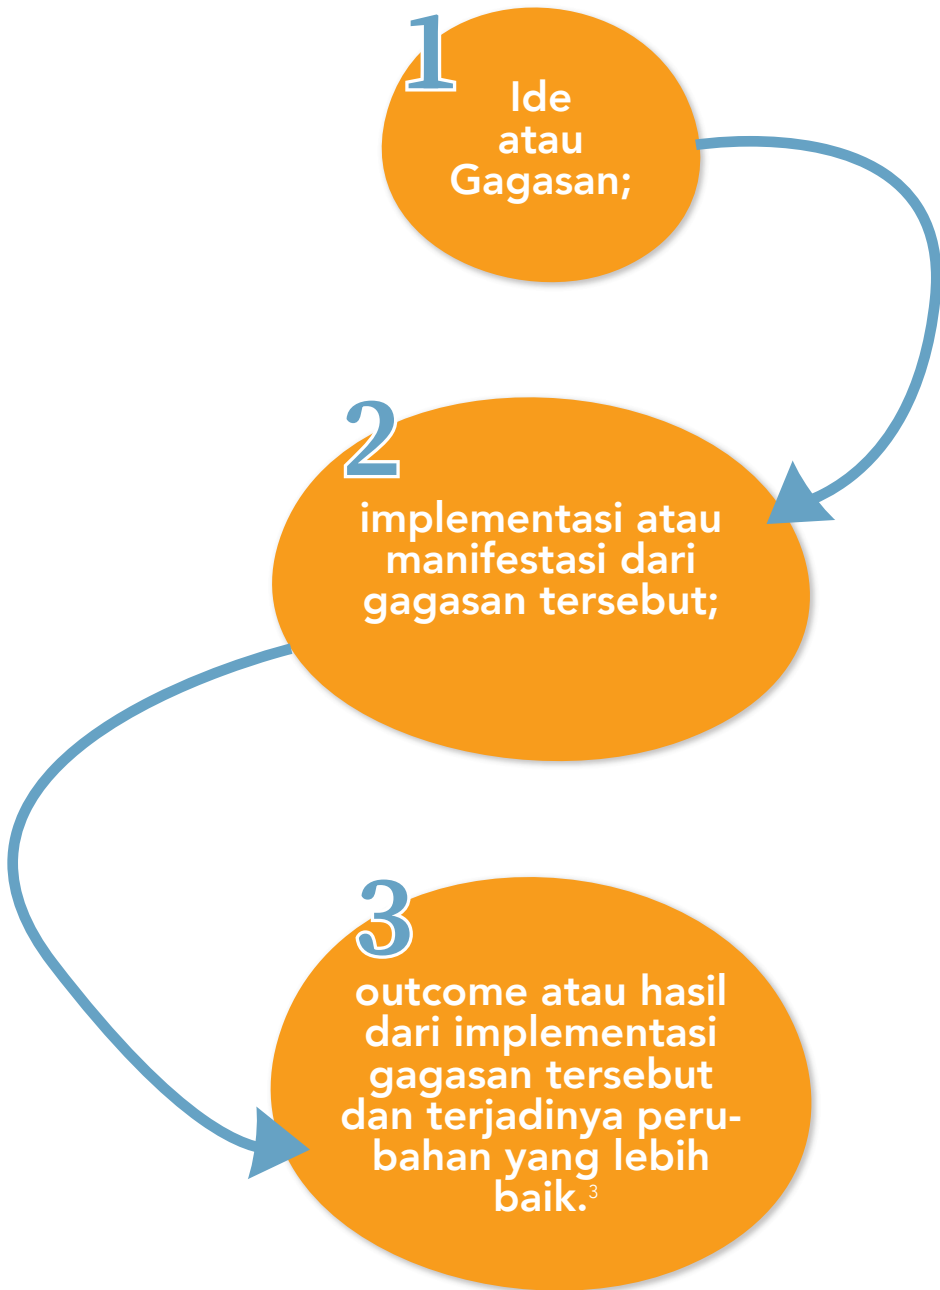 1
Ide
atau
Gagasan;
2
implementasi atau
manifestasi dari
gagasan tersebut;
3
outcome atau hasil
dari implementasi
gagasan tersebut
dan terjadinya peru-
bahan yang lebih
baik.3